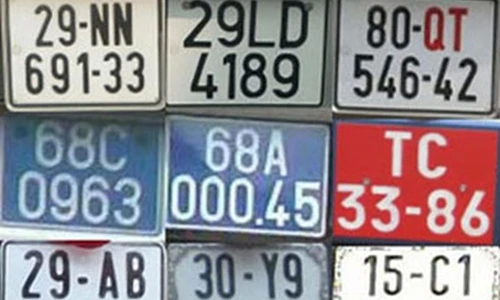 29-NN
691-33
29LD
4189
80-QT
546-42
68C
0963
68A
000.45
TC
33-86
29-AB
30-Y9
15-C1